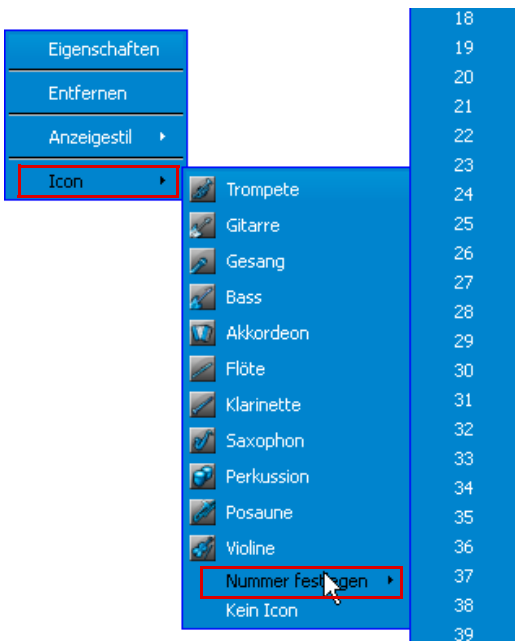 Eigenschaften
Entfernen
Anzeigestil
Icon
Trompete
Gitarre
Gesang
Bass
Akkordeon
Flöte
Klarinette
Saxophon
Perkussion
Posaune
Violine
Nummer festlegen
Kein Icon
18
19
20
21
22
23
24
25
26
27
28
29
30
31
32
33
34
35
36
37
38
39